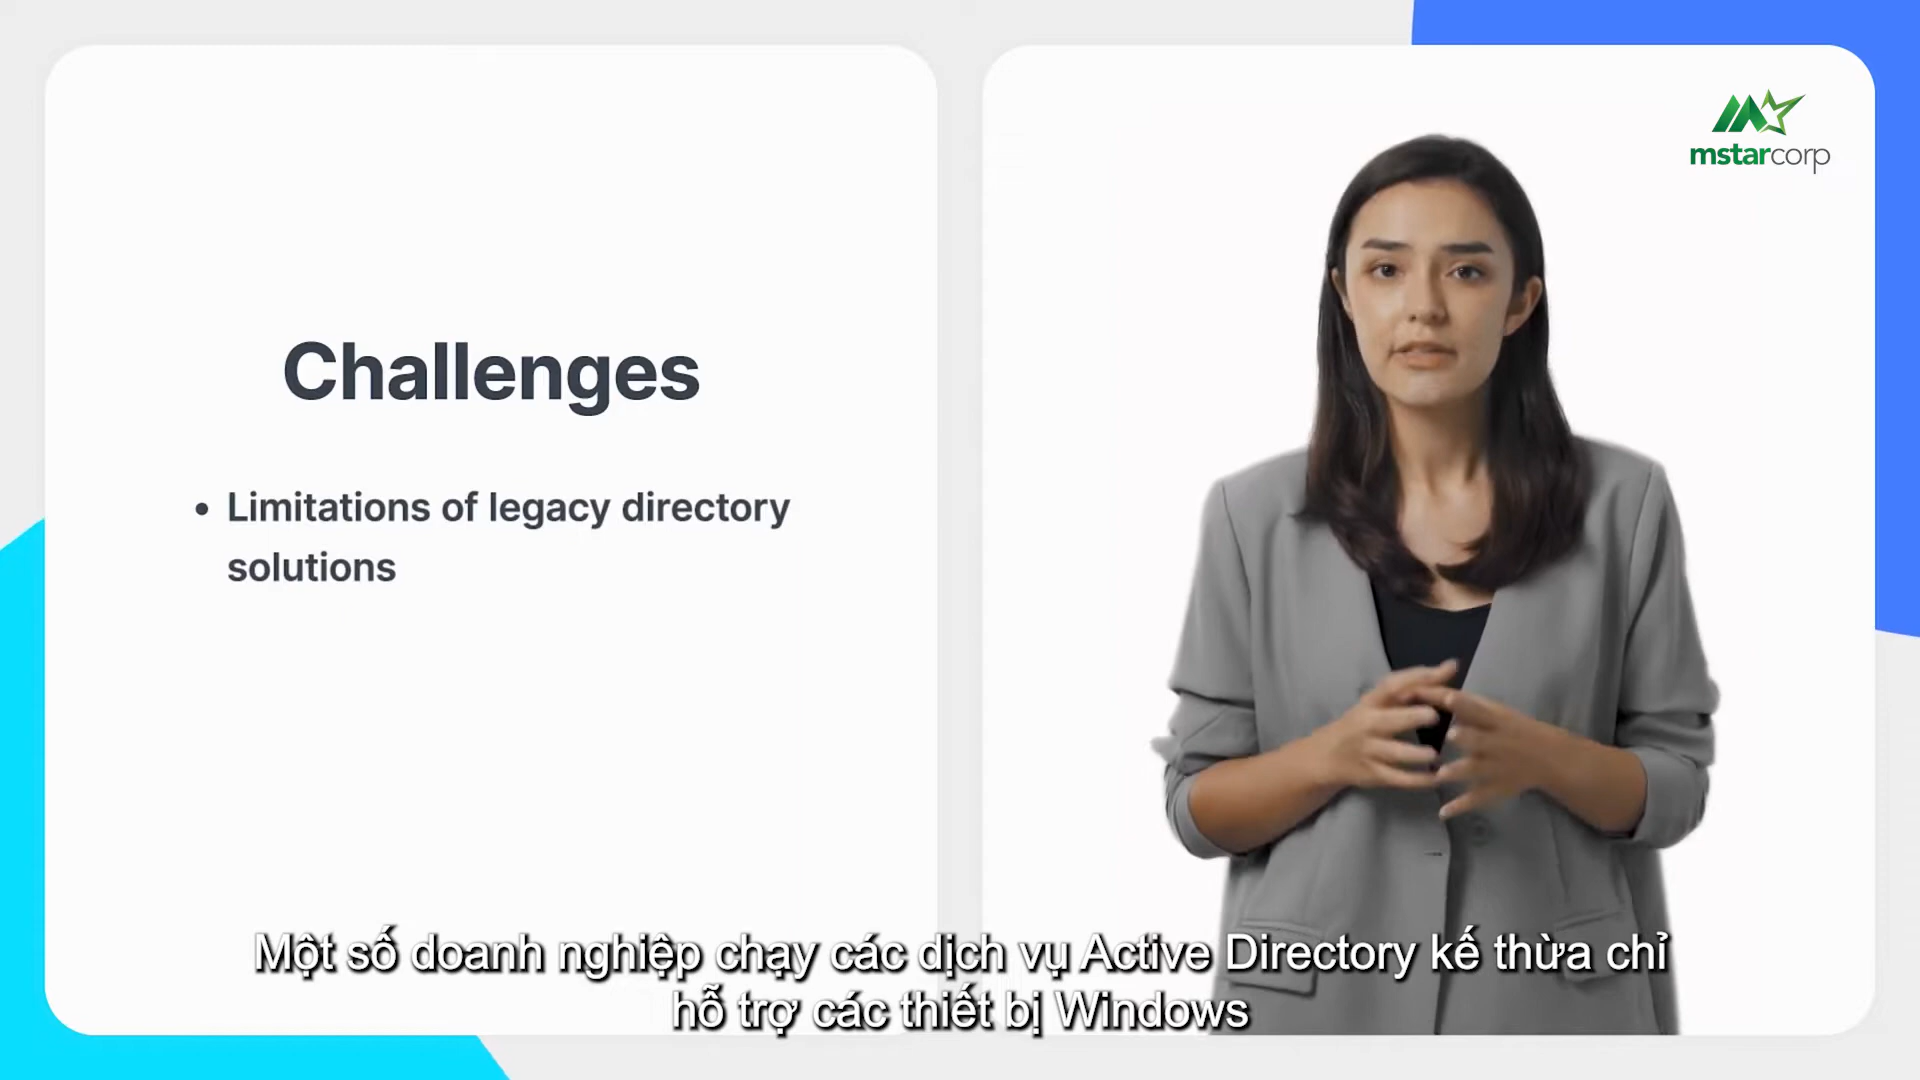 mstarcorp
Challenges
• Limitations of legacy directory
solutions
Một số doanh nghiệp chạy các dịch vụ Active Directory kế thừa chỉ
hỗ trợ các thiết bị Windows